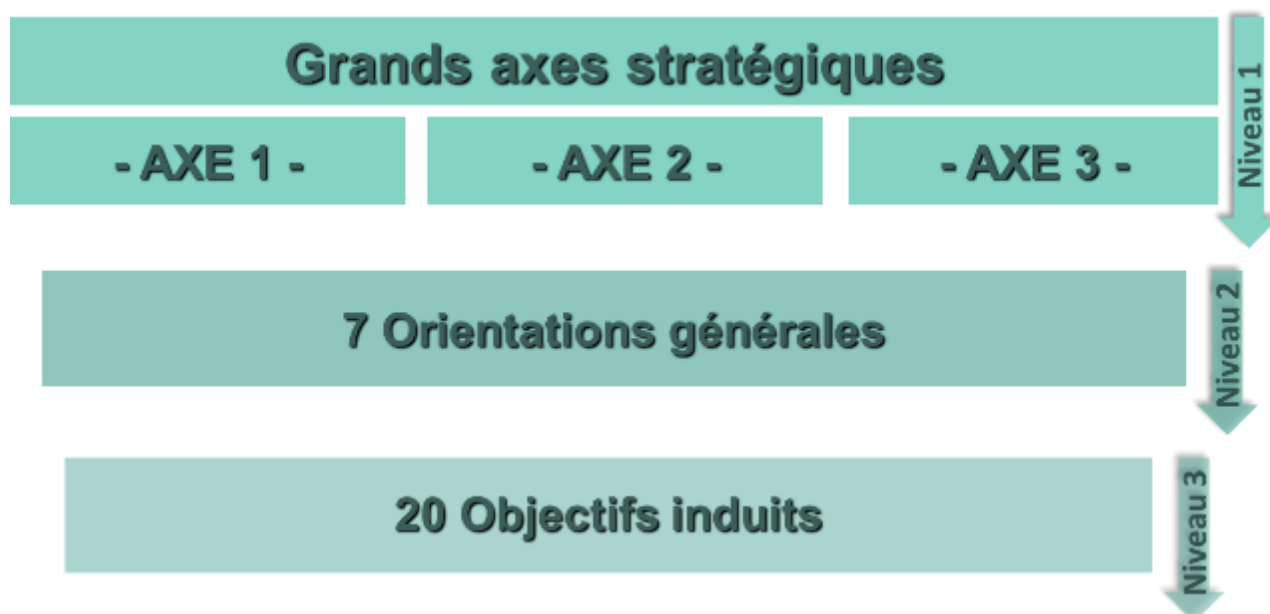 Grands axes stratégiques
- AXE 1 -
- AXE 2 -
- AXE 3 -
Niveau 1
7 Orientations générales
Niveau 2
20 Objectifs induits
Niveau 3